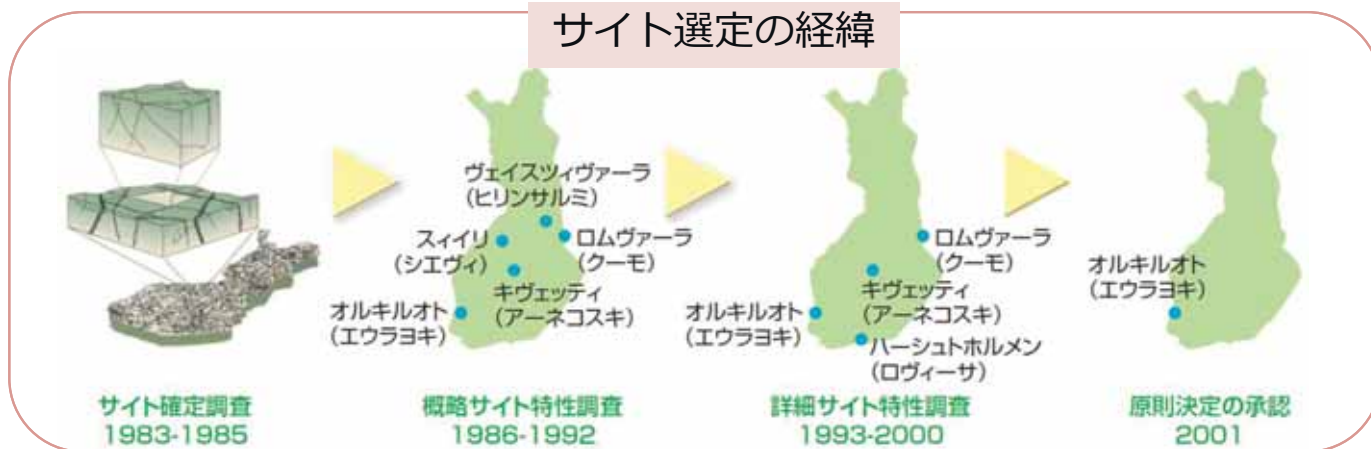 サイト選定の経緯
サイト確定調査
1983-1985
ヴェイスツィヴァーラ
(ヒリンサルミ)
スィイリ
(シエヴィ)
ロムヴァーラ
(クーモ)
キヴェッティ
(アーネコスキ)
オルキルオト
(エウラヨキ)
概略サイト特性調査
1986-1992
ロムヴァーラ
(クーモ)
キヴェッティ
(アーネコスキ)
オルキルオト
(エウラヨキ)
ハーシュトホルメン
(ロヴィーサ)
詳細サイト特性調査
1993-2000
オルキルオト
(エウラヨキ)
原則決定の承認
2001